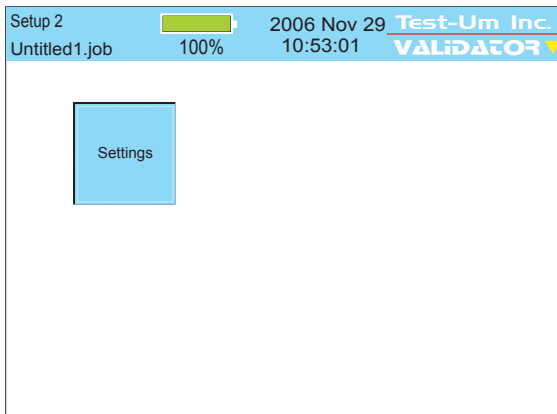 Setup 2
Untitled1.job
100%
2006 Nov 29
10:53:01
Test-Um Inc.
VALiDATOR
Settings